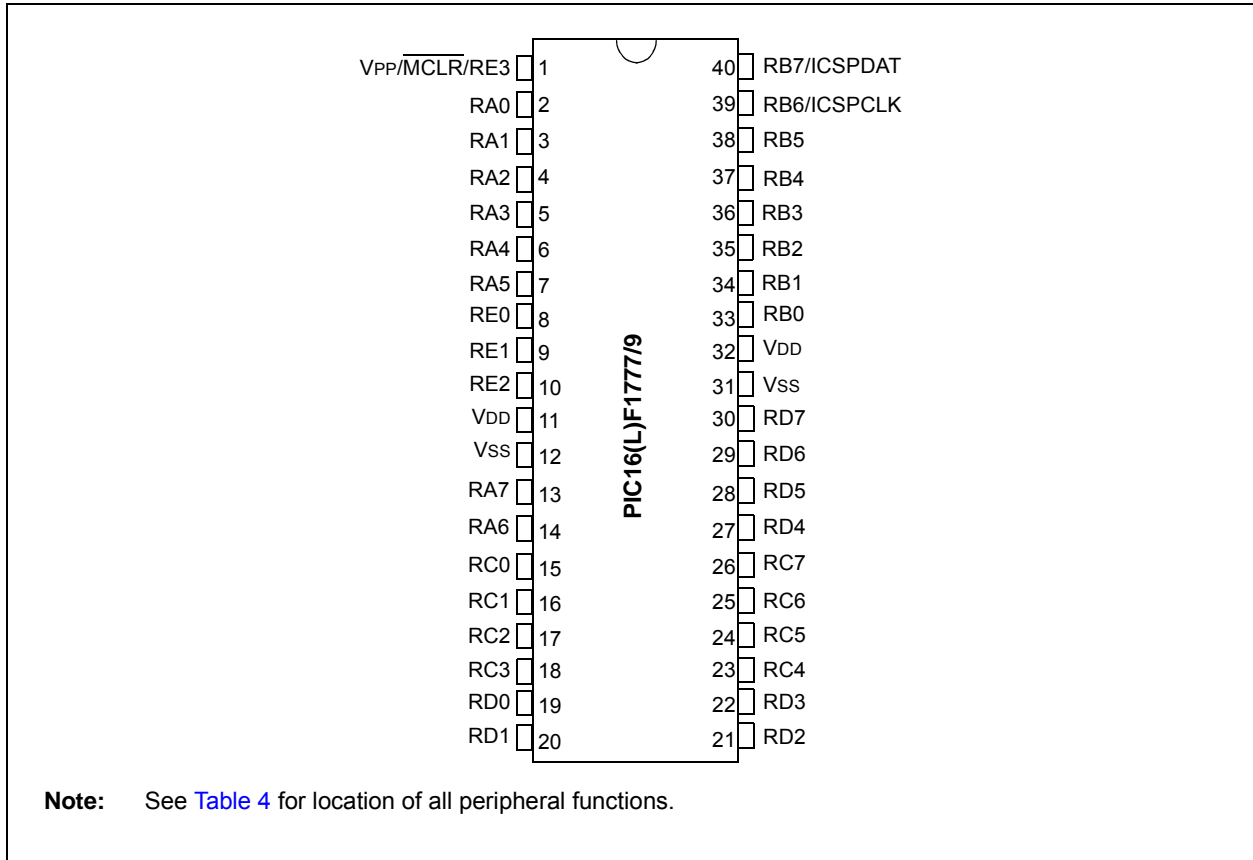 VPP/MCLR/RE3 1 40 RB7/ICSPDAT
RA0 2 39 RB6/ICSPCLK
RA1 3 38 RB5
RA2 4 37 RB4
RA3 5 36 RB3
RA4 6 35 RB2
RA5 7 34 RB1
RE0 8 33 RB0
RE1 9 32 VDD
RE2 10 31 VSS
VDD 11 30 RD7
VSS 12 29 RD6
RA7 13 28 RD5
RA6 14 27 RD4
RC0 15 26 RC7
RC1 16 25 RC6
RC2 17 24 RC5
RC3 18 23 RC4
RD0 19 22 RD3
RD1 20 21 RD2
PIC16(L)F1777/9
Note: See Table 4 for location of all peripheral functions.